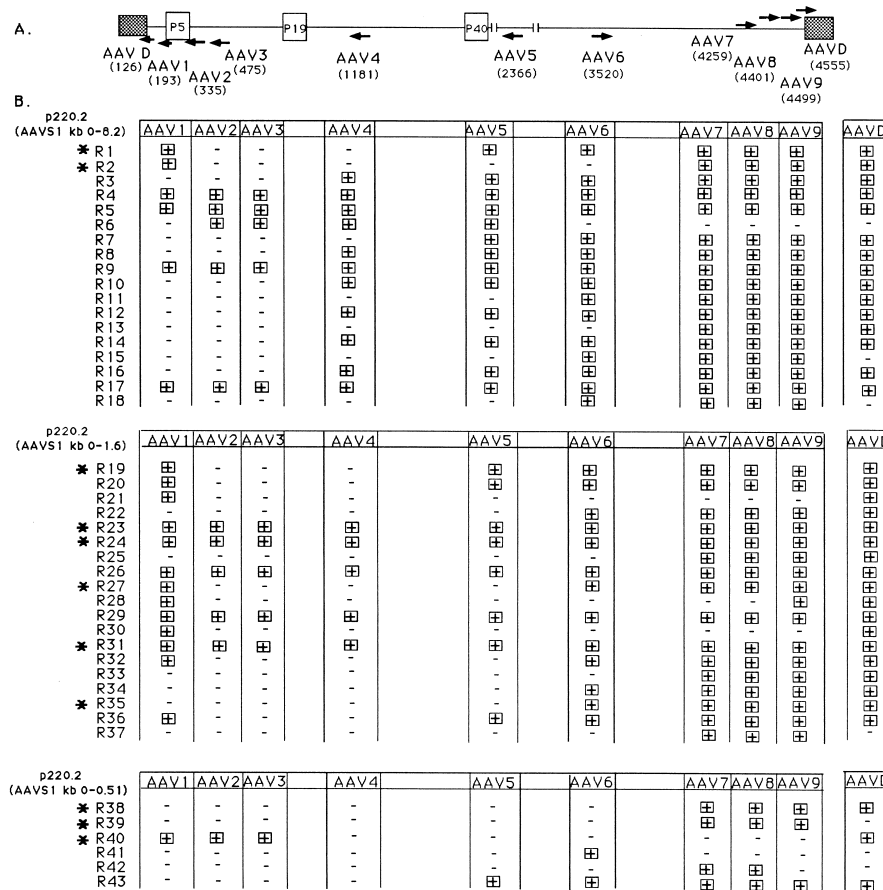 A.
P5 P19 P40
AAV D (126)
AAV1 (193)
AAV2 (335)
AAV3 (475)
AAV4 (1181)
AAV5 (2366)
AAV6 (3520)
AAV7 (4259)
AAV8 (4401)
AAV9 (4499)
AAVD (4555)
B.
p220.2
(AAVS1 kb 0-8.2) AAV1 AAV2 AAV3 AAV4 AAV5 AAV6 AAV7 AAV8 AAV9 AAVD
* R1 + - - - + + + + + +
* R2 + - - - - - + + + +
R3 - - - + + + + + + +
R4 + + + + + + + + + +
R5 + + + + + + + + + +
R6 - + + + + - - - - -
R7 - - - - + + + + + +
R8 - - - + + + + + + +
R9 + + + + + + + + + +
R10 - - - + + + + + + +
R11 - - - - - + + + + +
R12 - - - + + + + + + +
R13 - - - - - - + + + +
R14 - - - + + + + + + +
R15 - - - - - + + + + -
R16 - - - + + + + + + +
R17 + + + + + + + + + +
R18 - - - - - + + + + -
p220.2
(AAVS1 kb 0-1.6) AAV1 AAV2 AAV3 AAV4 AAV5 AAV6 AAV7 AAV8 AAV9 AAVD
* R19 + - - - + + + + + +
R20 + - - - + + + + + +
R21 + - - - - - - - - +
R22 - - - - - + + + + +
* R23 + + + + + + + + + +
* R24 + + + + + + + + + +
R25 - - - - - - + + + +
R26 + + + + + + + + + +
* R27 + - - - - + + + + +
R28 + - - - - - - - + +
R29 + + + + + + + + + +
R30 + - - - - - - - - +
* R31 + + + + + + + + + +
R32 + - - - - + + + + +
R33 - - - - - - + + + +
R34 - - - - - + + + + +
* R35 - - - - - + + + + +
R36 + - - - + + + + + +
R37 - - - - - - + + + -
p220.2
(AAVS1 kb 0-0.51) AAV1 AAV2 AAV3 AAV4 AAV5 AAV6 AAV7 AAV8 AAV9 AAVD
* R38 - - - - - - + + + +
* R39 - - - - - - + + + -
* R40 + + + - - - - - - +
R41 - - - - - + - - - -
R42 - - - - - - + + - -
R43 - - - - + + + + + +